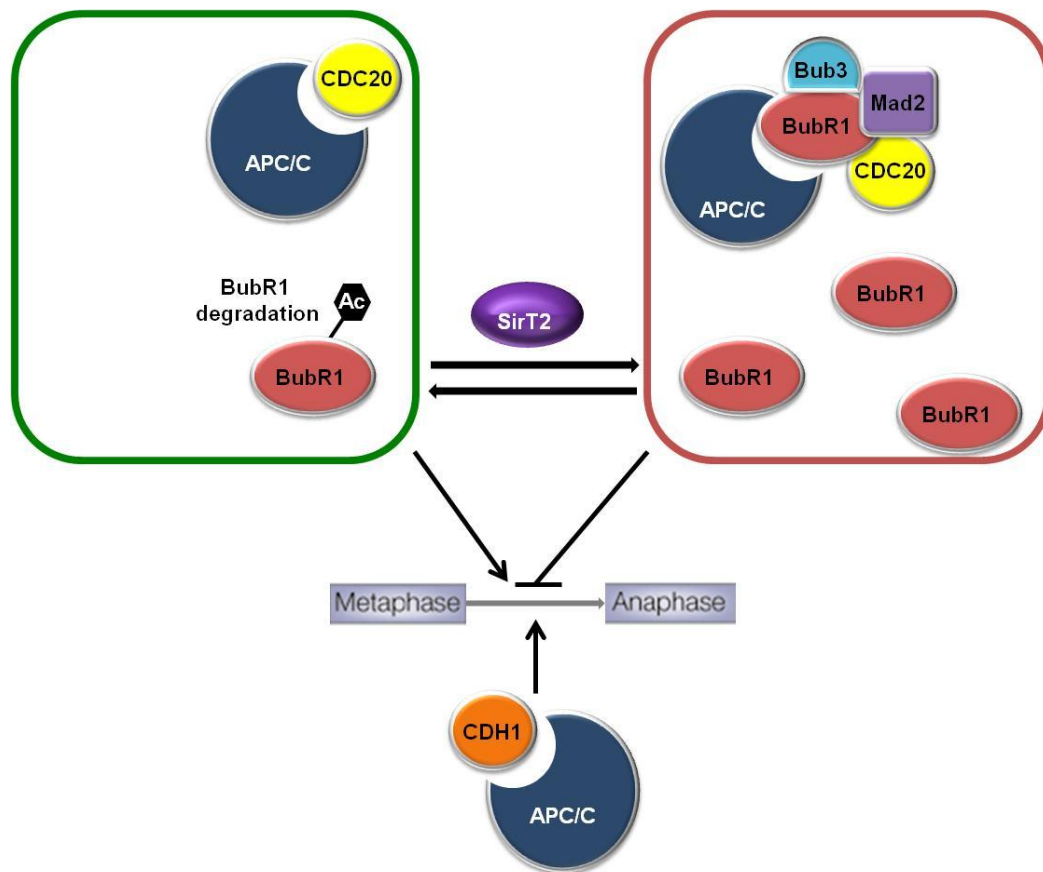 CDC20
APC/C
BubR1
degradation
Ac
BubR1
SirT2
Bub3
Mad2
BubR1
CDC20
APC/C
BubR1
BubR1
BubR1
Metaphase
Anaphase
CDH1
APC/C